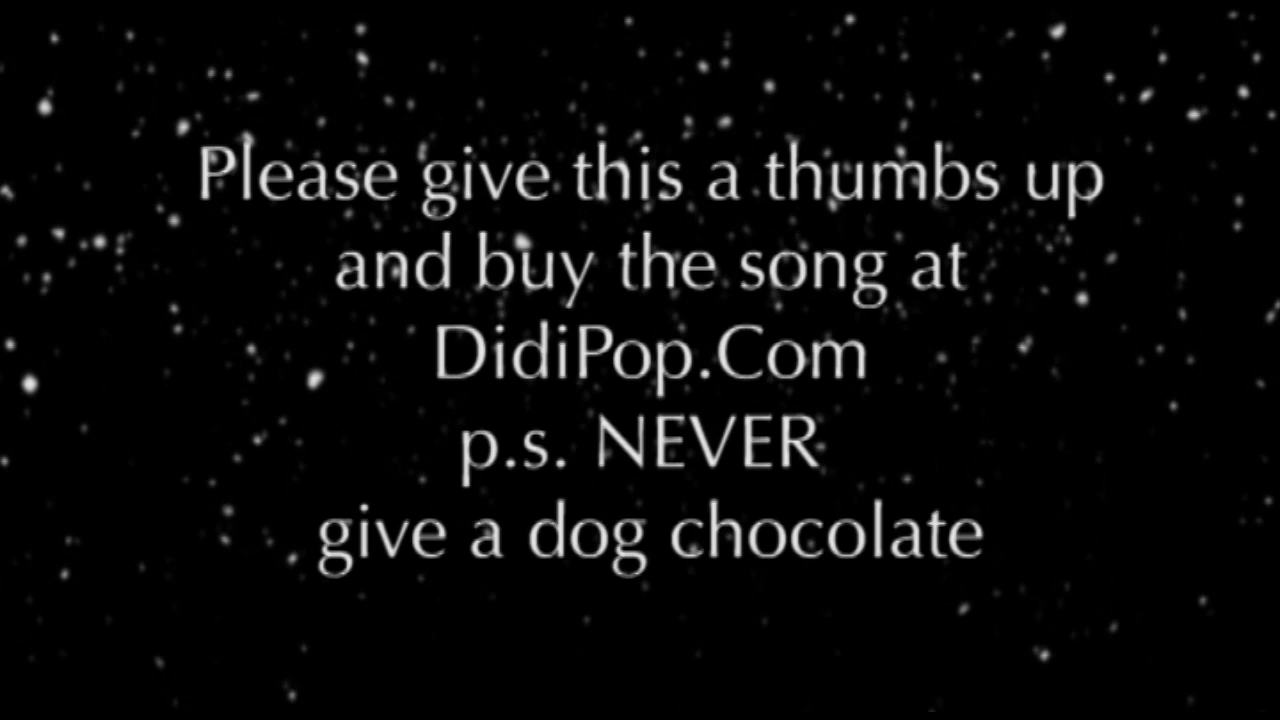 Please give this a thumbs up
and buy the song at
DidiPop.Com
p.s. NEVER
give a dog chocolate